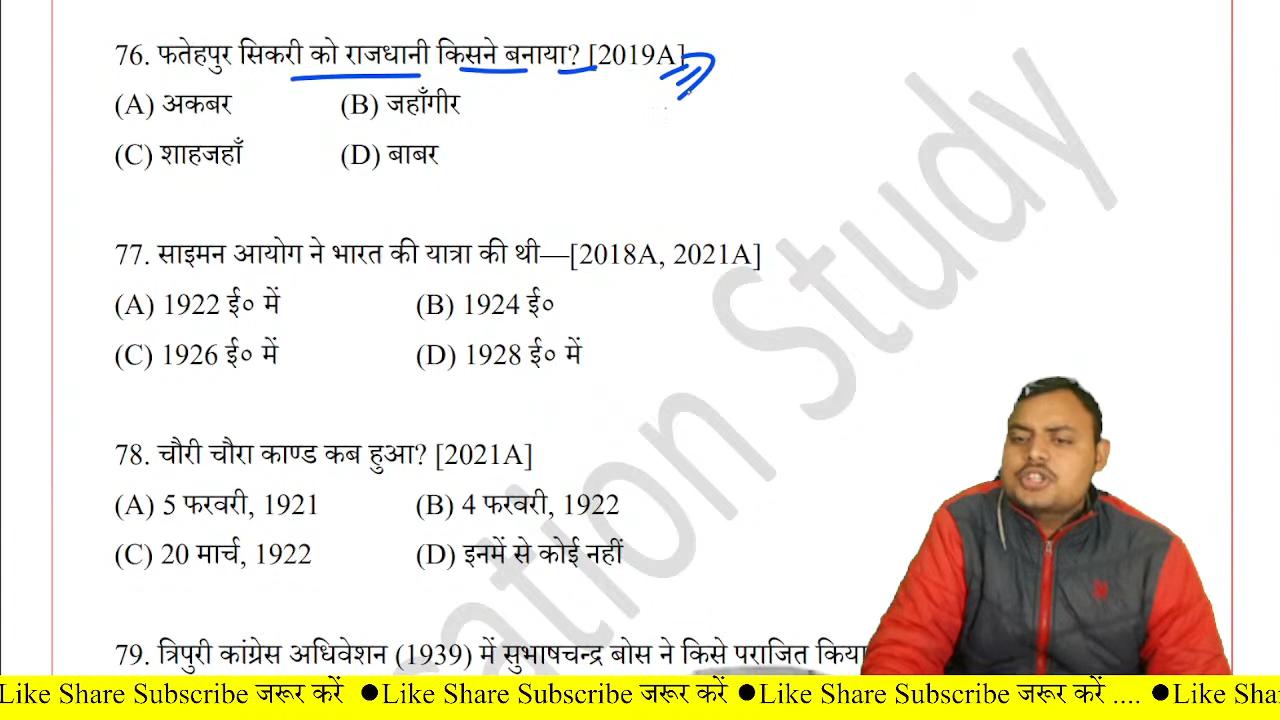 76. फतेहपुर सिकरी को राजधानी किसने बनाया? [2019A]
(A) अकबर (B) जहाँगीर
(C) शाहजहाँ (D) बाबर
77. साइमन आयोग ने भारत की यात्रा की थी—[2018A, 2021A]
(A) 1922 ई० में (B) 1924 ई०
(C) 1926 ई० में (D) 1928 ई० में
78. चौरी चौरा काण्ड कब हुआ? [2021A]
(A) 5 फरवरी, 1921 (B) 4 फरवरी, 1922
(C) 20 मार्च, 1922 (D) इनमें से कोई नहीं
79. त्रिपुरी कांग्रेस अधिवेशन (1939) में सुभाषचन्द्र बोस ने किसे पराजित किया
Like Share Subscribe जरूर करें ●Like Share Subscribe जरूर करें ●Like Share Subscribe जरूर करें .... ●Like Sha
ation Study